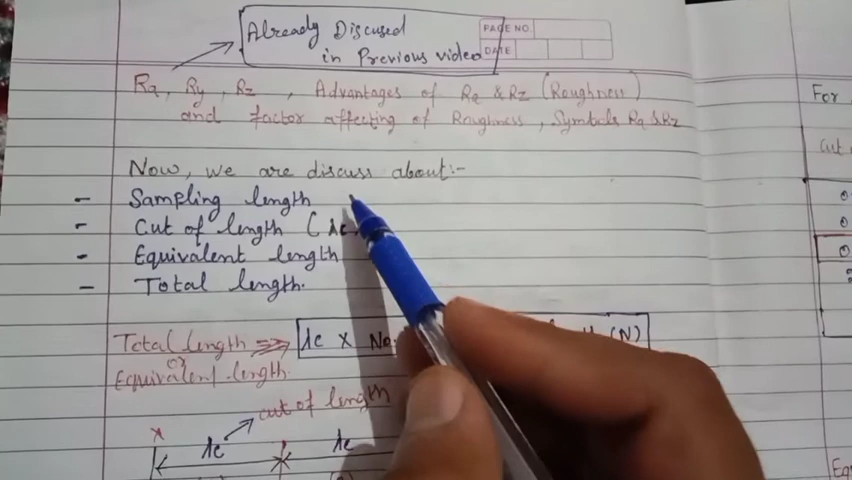 Already Discused
in Previous video
PAGE NO.
DATE
Ra, Ry, Rz, Advantages of Ra & Rz (Roughness)
and factor affecting of Roughness, Symbols Ra & Rz
Now, we are discuss about:-
- Sampling length
- Cut of length (λc
- Equivalent length
- Total length.
Total length => λc x No.
(N)
or
Equivalent length.
cut of length
λc
λc
For
cut